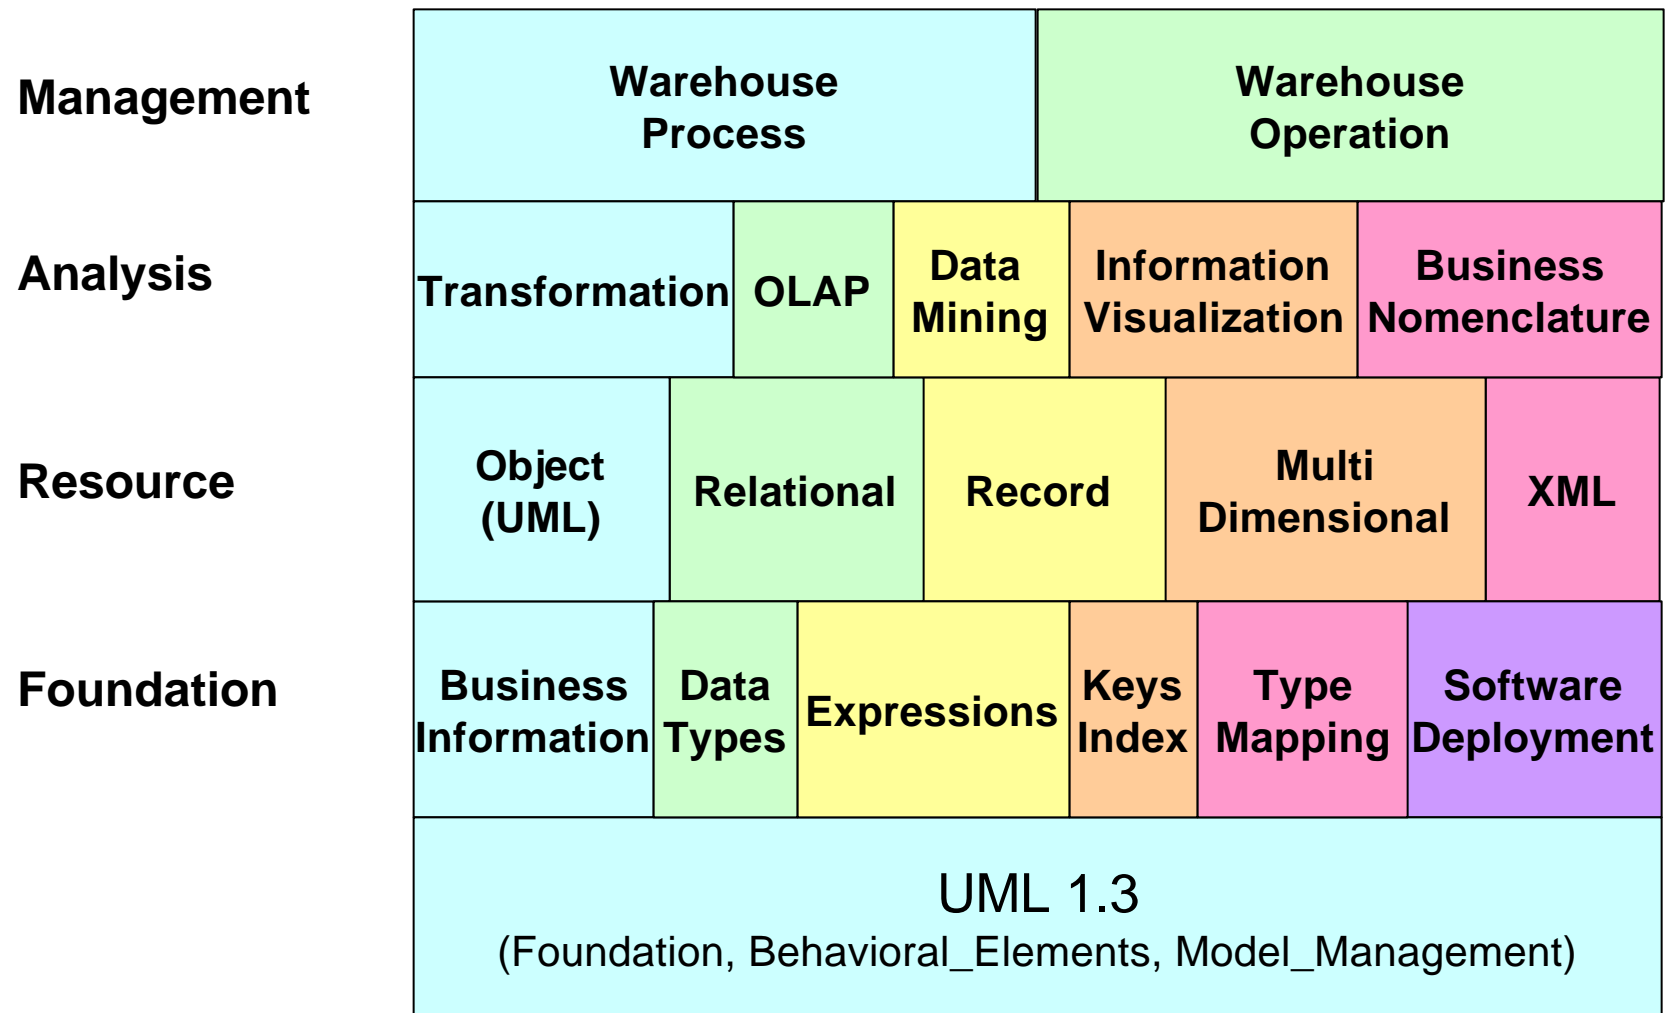 Management
Warehouse
Process
Warehouse
Operation
Analysis
Transformation
OLAP
Data
Mining
Information
Visualization
Business
Nomenclature
Resource
Object
(UML)
Relational
Record
Multi
Dimensional
XML
Foundation
Business
Information
Data
Types
Expressions
Keys
Index
Type
Mapping
Software
Deployment
UML 1.3
(Foundation, Behavioral_Elements, Model_Management)